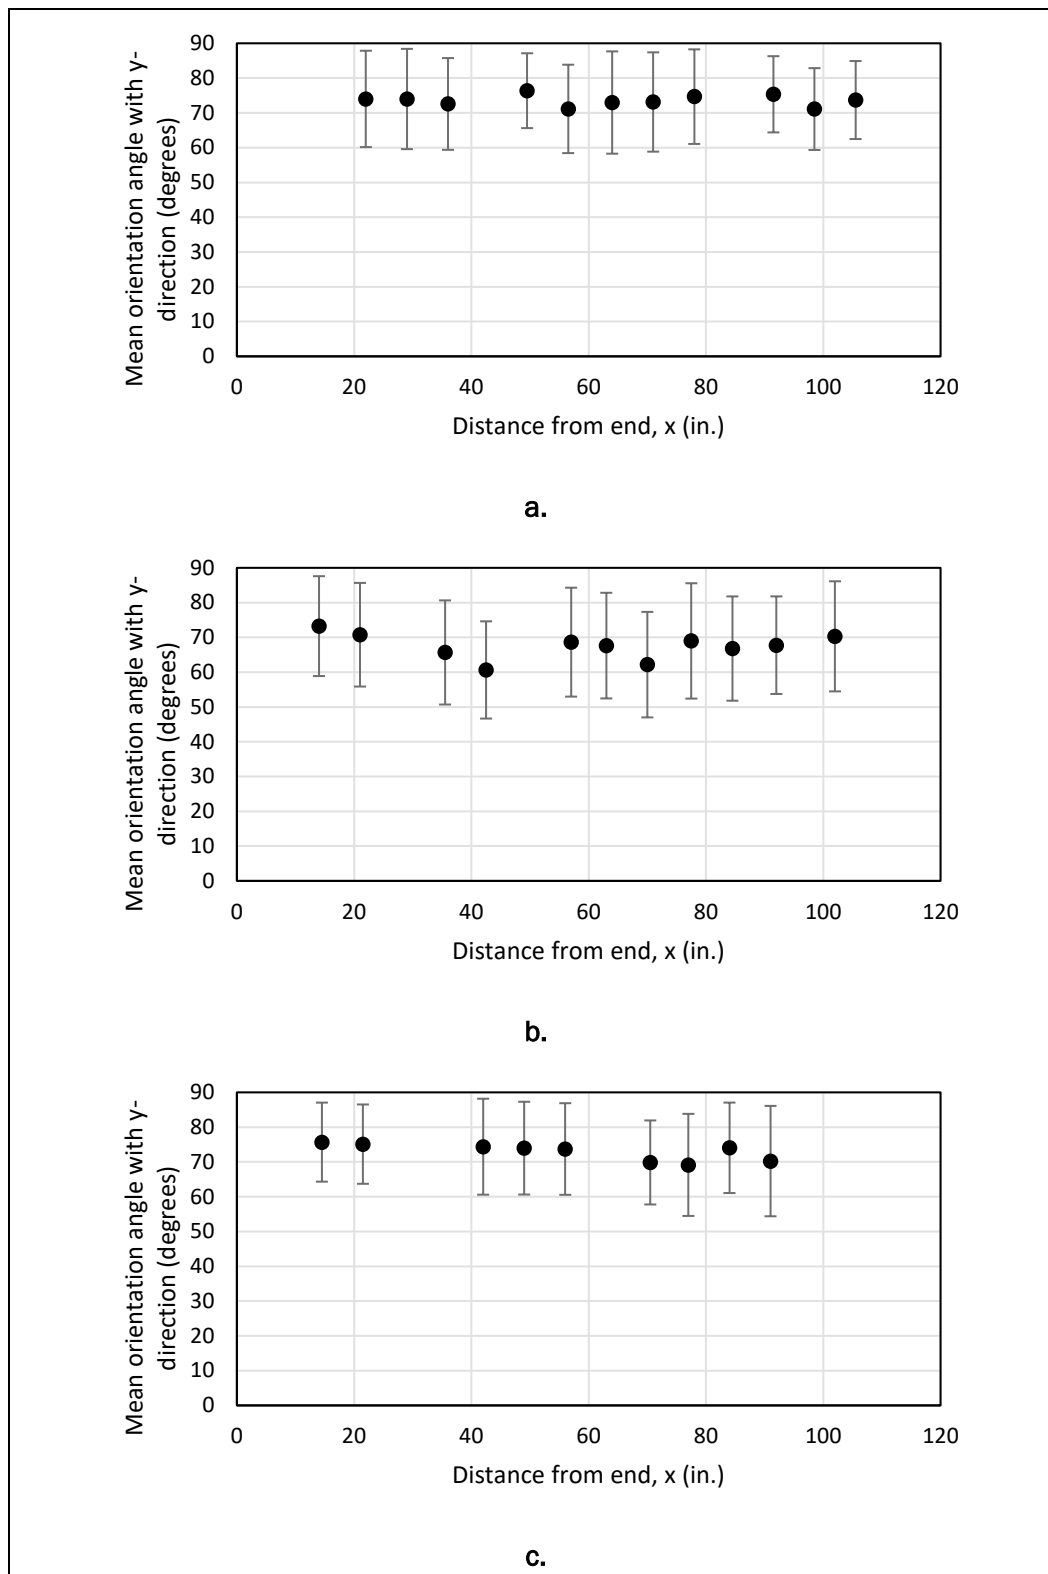 90
80
70
60
50
40
30
20
10
0
Mean orientation angle with y-
direction (degrees)
0 20 40 60 80 100 120
Distance from end, x (in.)
a.
90
80
70
60
50
40
30
20
10
0
Mean orientation angle with y-
direction (degrees)
0 20 40 60 80 100 120
Distance from end, x (in.)
b.
90
80
70
60
50
40
30
20
10
0
Mean orientation angle with y-
direction (degrees)
0 20 40 60 80 100 120
Distance from end, x (in.)
c.